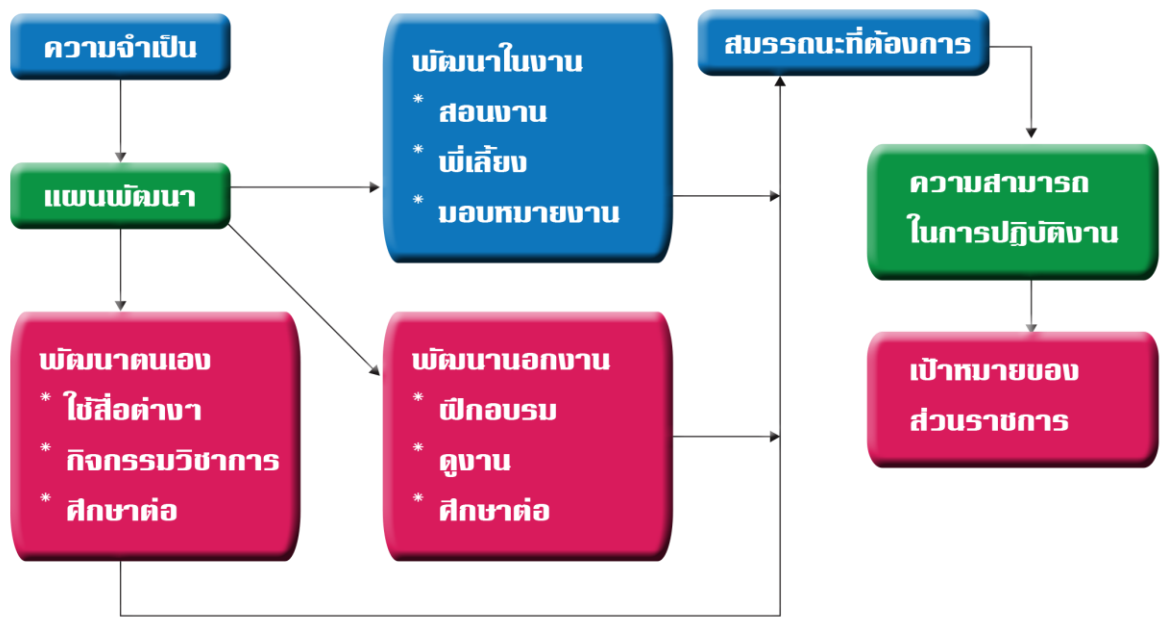 ความจำเป็น
แผนพัฒนา
พัฒนาตนเอง
* ใช้สื่อต่างๆ
* กิจกรรมวิชาการ
* ศึกษาต่อ
พัฒนาในงาน
* สอนงาน
* พี่เลี้ยง
* มอบหมายงาน
พัฒนานอกงาน
* ฝึกอบรม
* ดูงาน
* ศึกษาต่อ
สมรรถนะที่ต้องการ
ความสามารถ
ในการปฏิบัติงาน
เป้าหมายของ
ส่วนราชการ